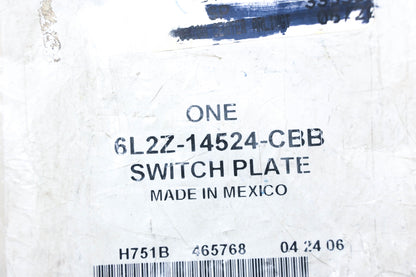 ONE
6L2Z-14524-CBB
SWITCH PLATE
MADE IN MEXICO
H751B 465768 04 24 06